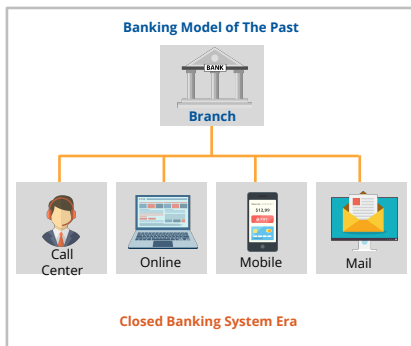 Banking Model of The Past
BANK
Branch
$12,99
Call
Center
Online
Mobile
Mail
Closed Banking System Era